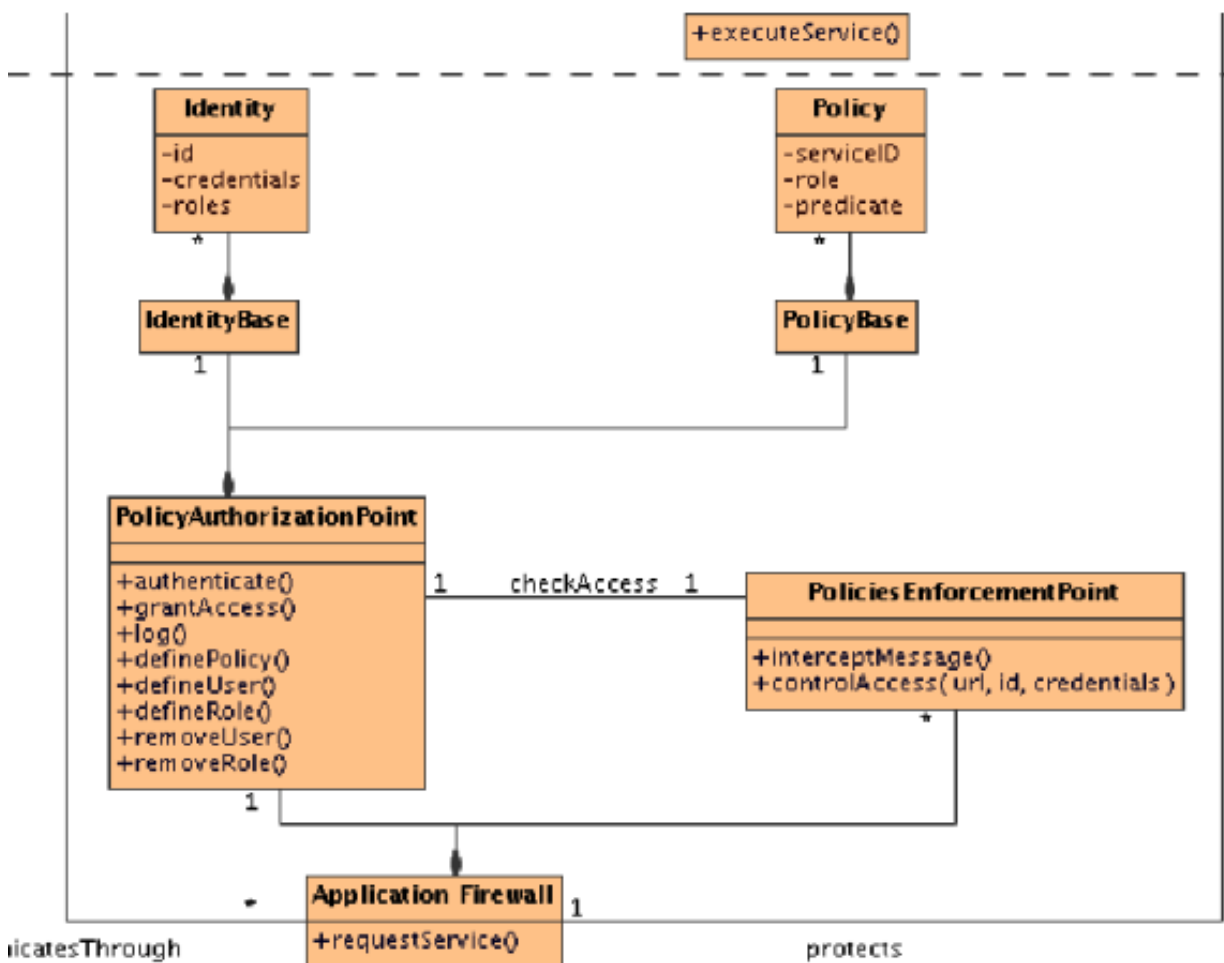 +executeService()
Identity
-id
-credentials
-roles
*
Policy
-serviceID
-role
-predicate
*
IdentityBase
1
PolicyBase
1
PolicyAuthorizationPoint
+authenticate()
+grantAccess()
+log()
+definePolicy()
+defineUser()
+defineRole()
+removeUser()
+removeRole()
1
1 checkAccess 1
PoliciesEnforcementPoint
+interceptMessage()
+controlAccess( url, id, credentials )
*
*
Application Firewall
+requestService()
1
icatesThrough
protects